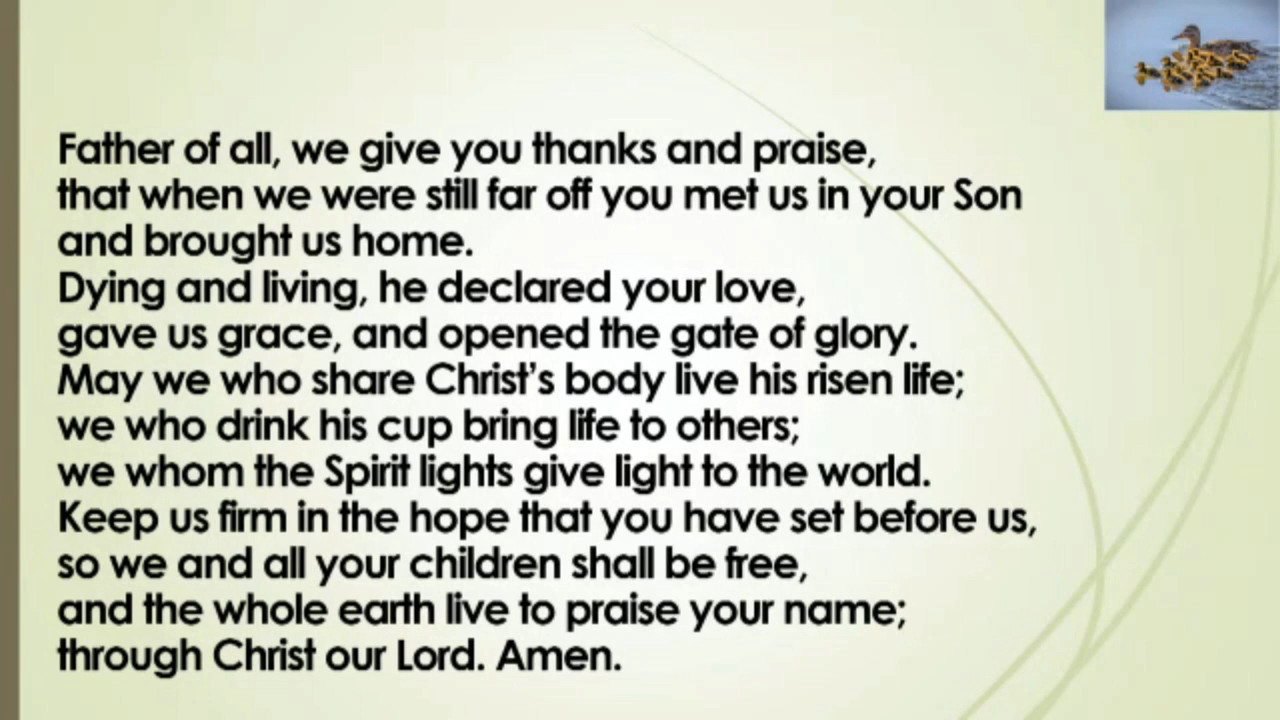 Father of all, we give you thanks and praise,
that when we were still far off you met us in your Son
and brought us home.
Dying and living, he declared your love,
gave us grace, and opened the gate of glory.
May we who share Christ’s body live his risen life;
we who drink his cup bring life to others;
we whom the Spirit lights give light to the world.
Keep us firm in the hope that you have set before us,
so we and all your children shall be free,
and the whole earth live to praise your name;
through Christ our Lord. Amen.